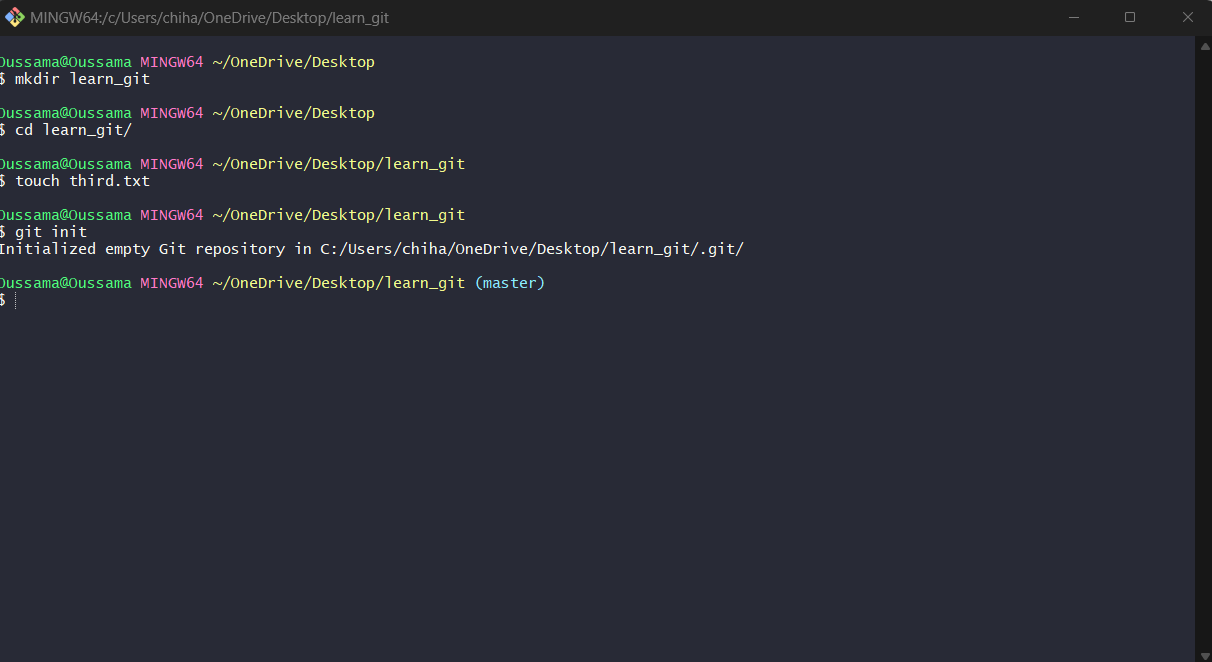 MINGW64:/c/Users/chiha/OneDrive/Desktop/learn_git
Oussama@Oussama MINGW64 ~/OneDrive/Desktop
$ mkdir learn_git
Oussama@Oussama MINGW64 ~/OneDrive/Desktop
$ cd learn_git/
Oussama@Oussama MINGW64 ~/OneDrive/Desktop/learn_git
$ touch third.txt
Oussama@Oussama MINGW64 ~/OneDrive/Desktop/learn_git
$ git init
Initialized empty Git repository in C:/Users/chiha/OneDrive/Desktop/learn_git/.git/
Oussama@Oussama MINGW64 ~/OneDrive/Desktop/learn_git (master)
$